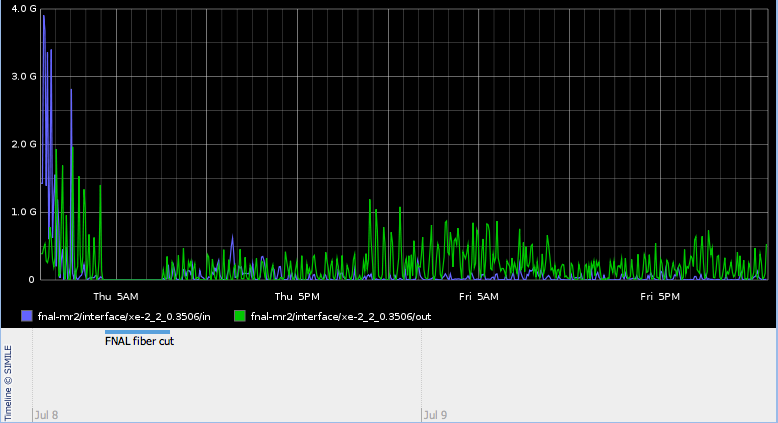 4.0 G
3.0 G
2.0 G
1.0 G
0
Thu 5AM Thu 5PM Fri 5AM Fri 5PM
fnal-mr2/interface/xe-2_2_0.3506/in fnal-mr2/interface/xe-2_2_0.3506/out
FNAL fiber cut
Timeline © SIMILE
Jul 8 Jul 9